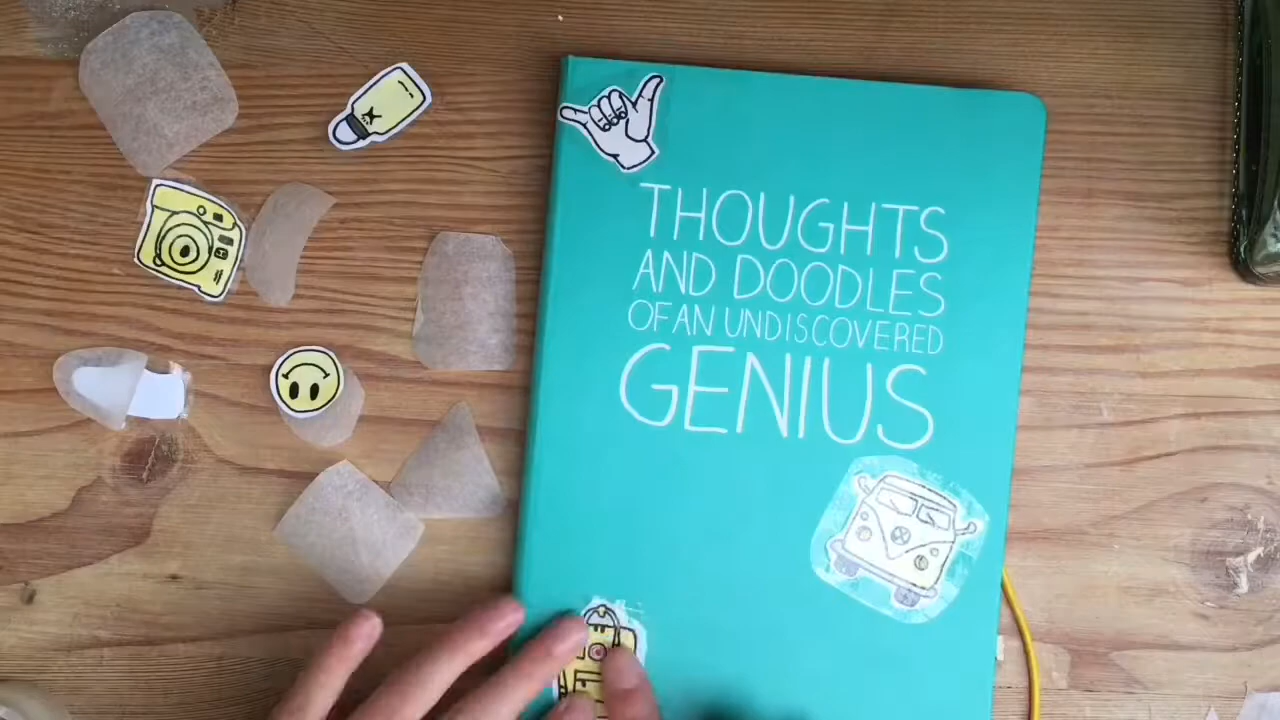 THOUGHTS
AND DOODLES
OF AN UNDISCOVERED
GENIUS